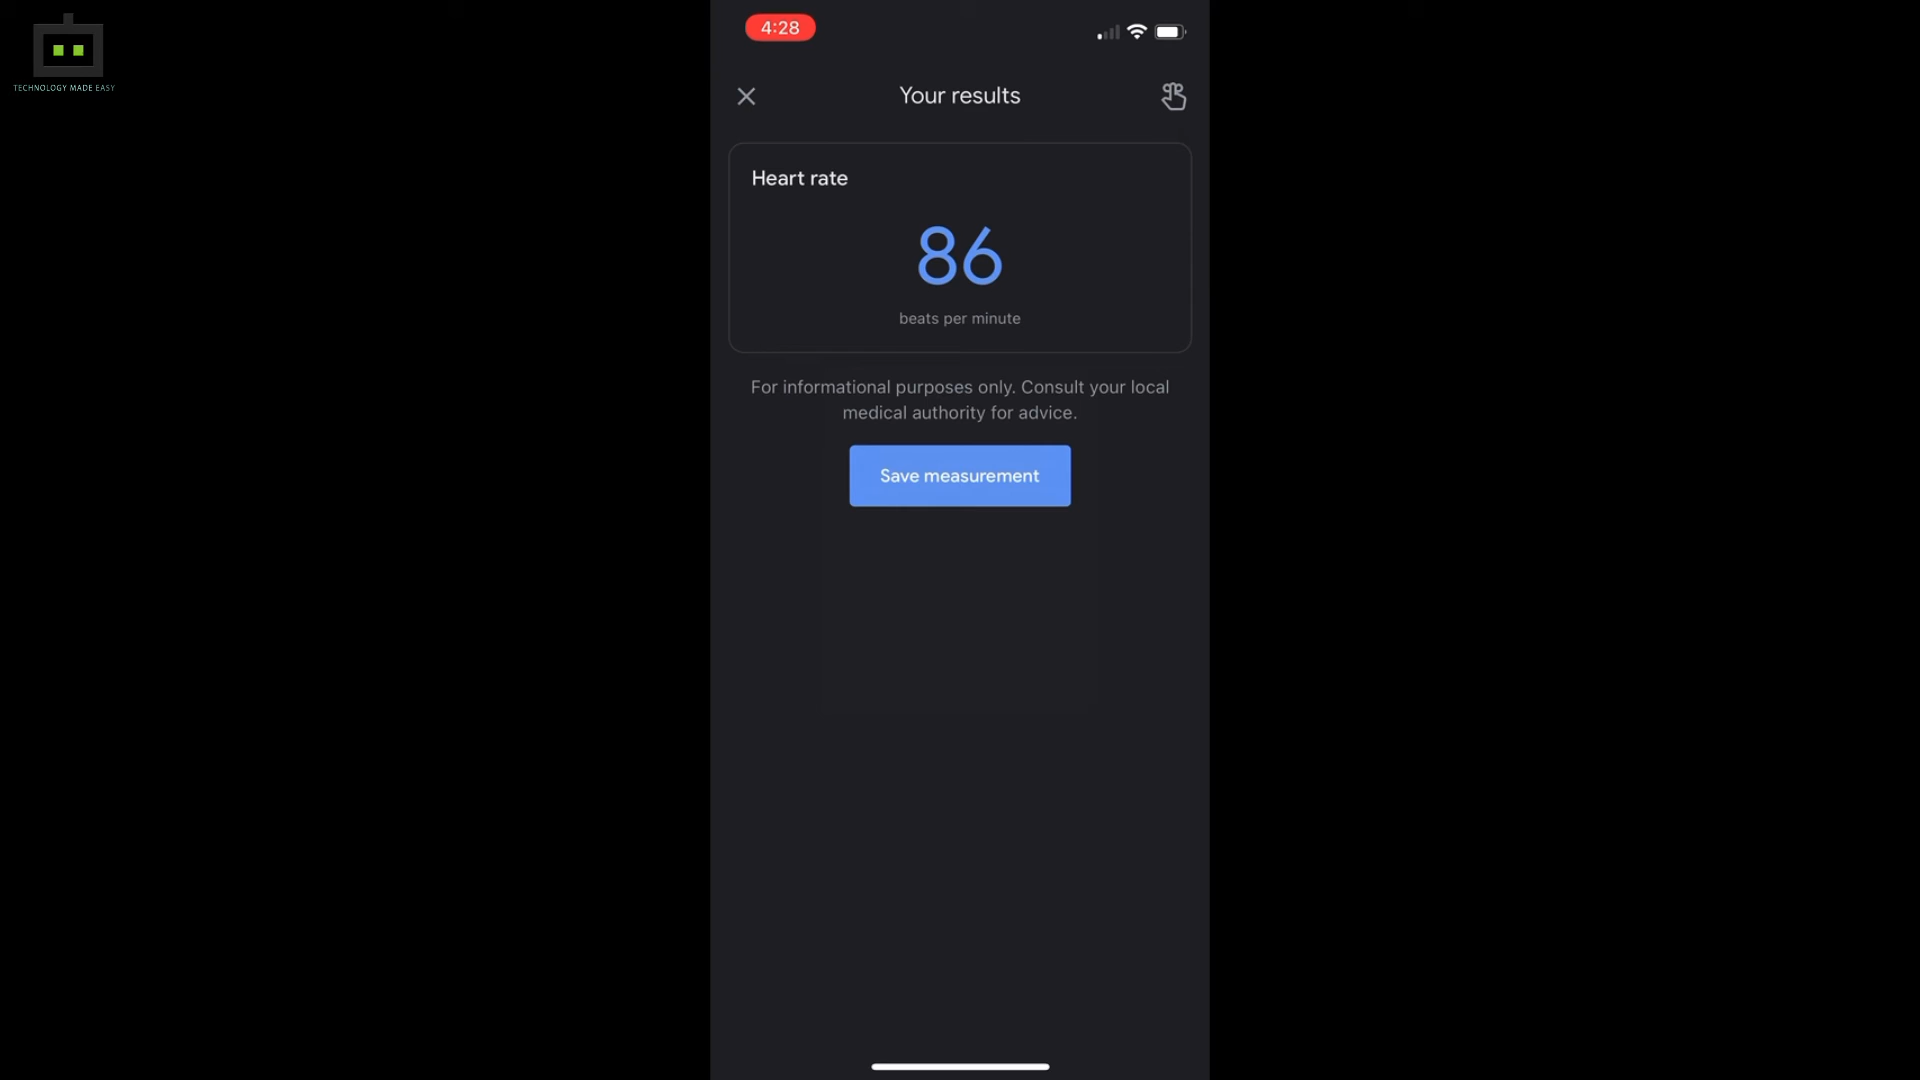 TECHNOLOGY MADE EASY
4:28
Your results
Heart rate
86
beats per minute
For informational purposes only. Consult your local
medical authority for advice.
Save measurement